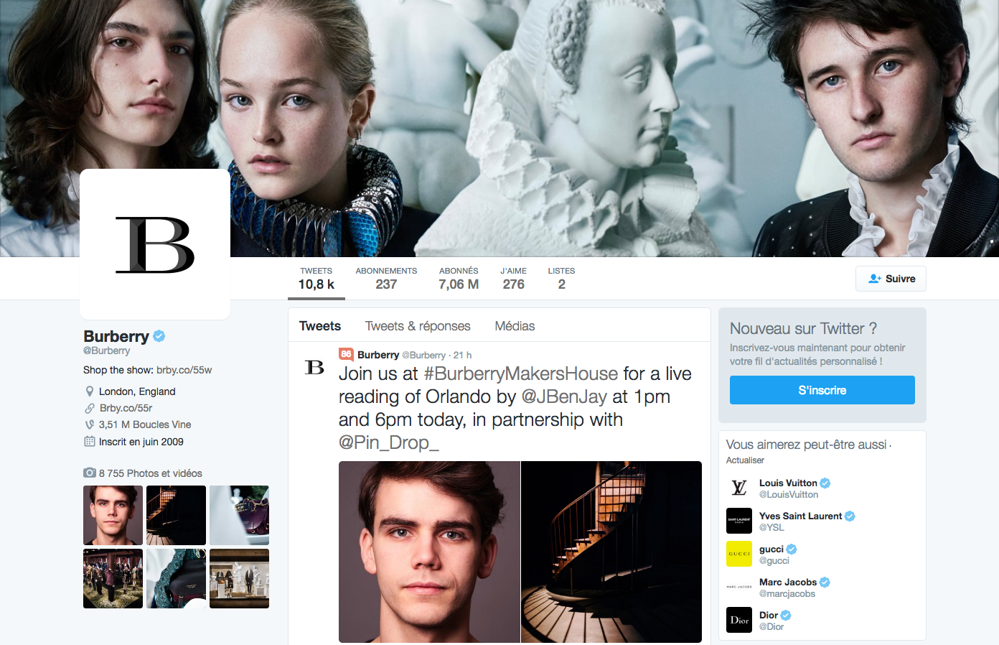 B
TWEETS
10,8 k
ABONNEMENTS
237
ABONNÉS
7,06 M
J'AIME
276
LISTES
2
Suivre
Burberry
@Burberry
Shop the show: brby.co/55w
London, England
Brby.co/55r
3,51 M Boucles Vine
Inscrit en juin 2009
8 755 Photos et vidéos
Tweets
Tweets & réponses
Médias
B
86 Burberry @Burberry · 21 h
Join us at #BurberryMakersHouse for a live
reading of Orlando by @JBenJay at 1pm
and 6pm today, in partnership with
@Pin_Drop_
Nouveau sur Twitter ?
Inscrivez-vous maintenant pour obtenir
votre fil d'actualités personnalisé !
S'inscrire
Vous aimerez peut-être aussi ·
Actualiser
LV
Louis Vuitton
@LouisVuitton
SAINT LAURENT
Yves Saint Laurent
@YSL
GUCCI
gucci
@gucci
MARC JACOBS
Marc Jacobs
@marcjacobs
Dior
Dior
@Dior